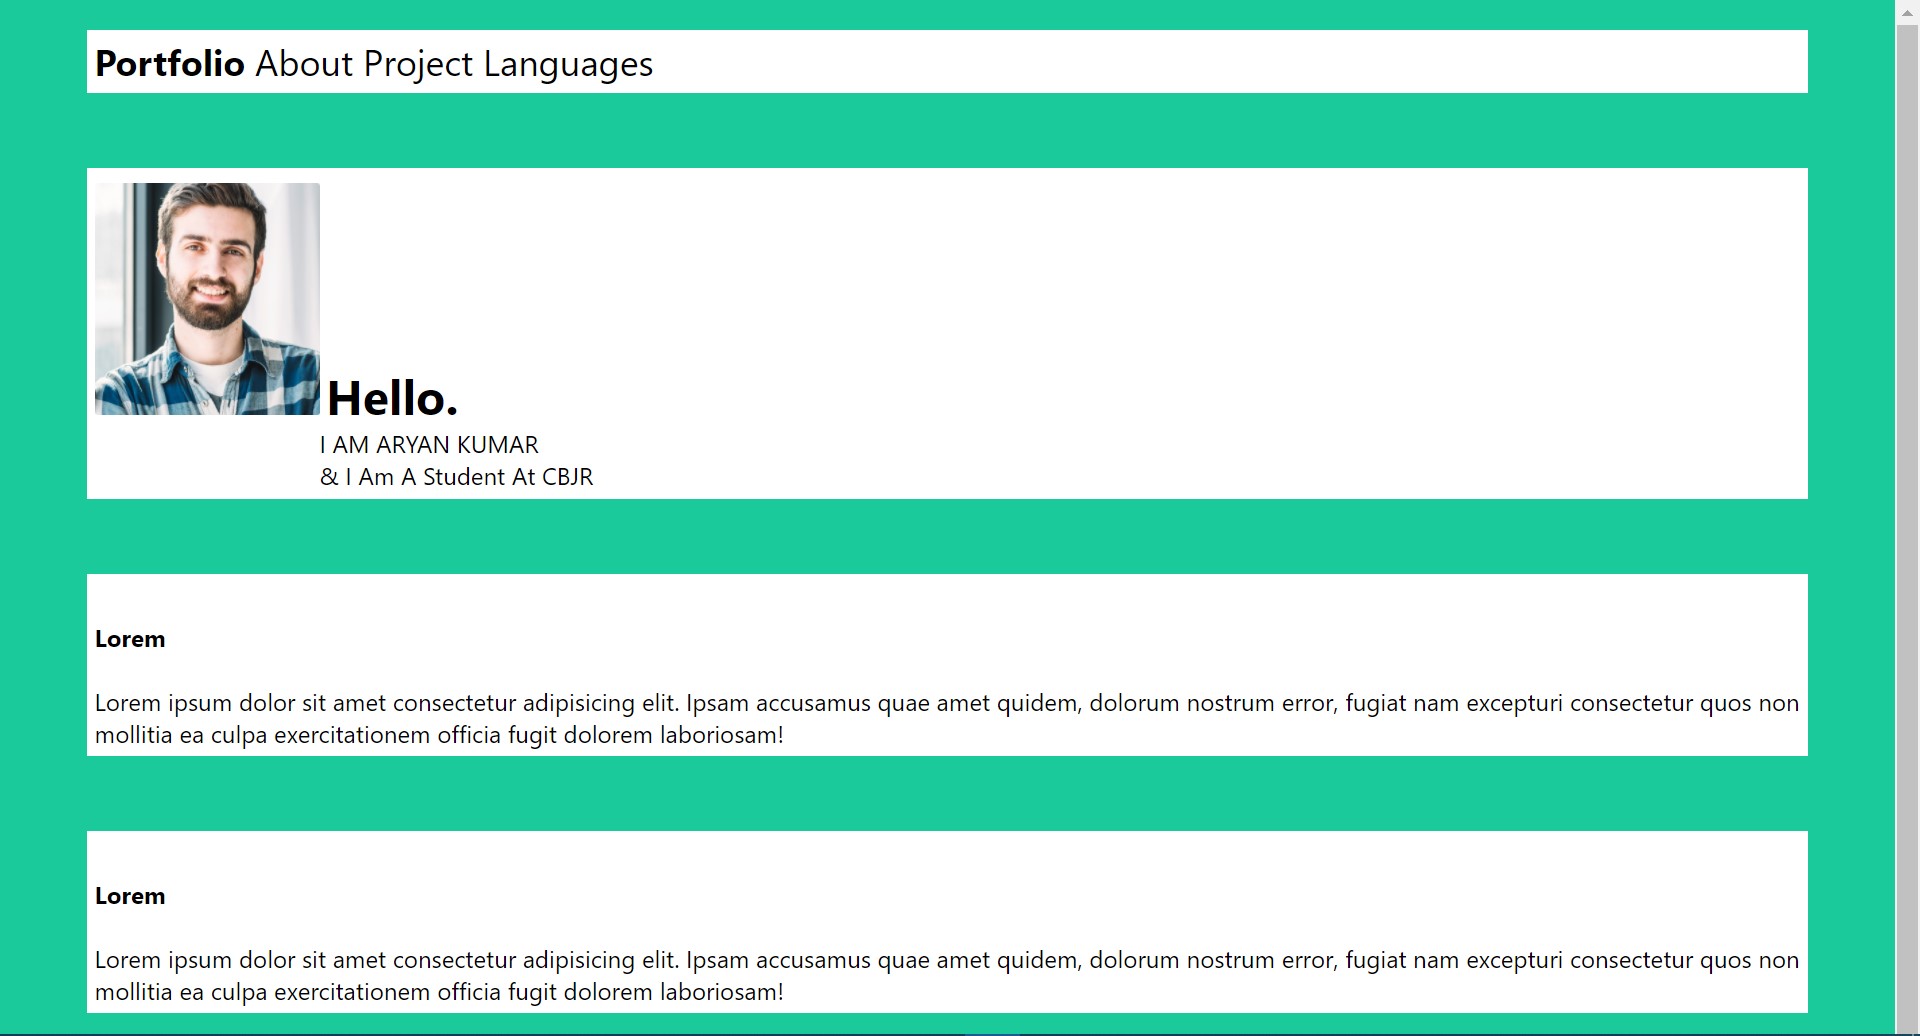 Portfolio About Project Languages
Hello.
I AM ARYAN KUMAR
& I Am A Student At CBJR
Lorem
Lorem ipsum dolor sit amet consectetur adipisicing elit. Ipsam accusamus quae amet quidem, dolorum nostrum error, fugiat nam excepturi consectetur quos non
mollitia ea culpa exercitationem officia fugit dolorem laboriosam!
Lorem
Lorem ipsum dolor sit amet consectetur adipisicing elit. Ipsam accusamus quae amet quidem, dolorum nostrum error, fugiat nam excepturi consectetur quos non
mollitia ea culpa exercitationem officia fugit dolorem laboriosam!